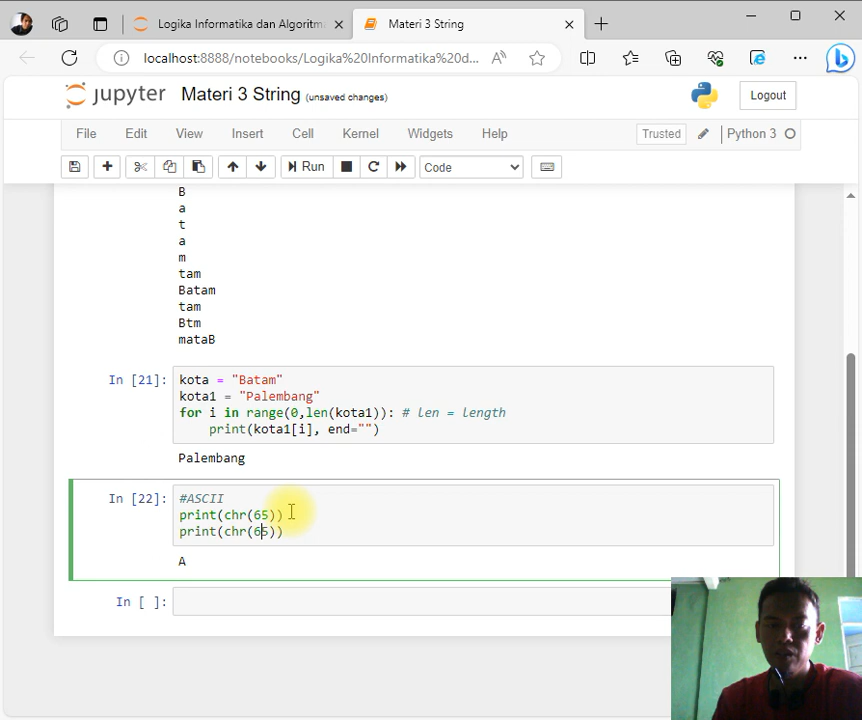 Logika Informatika dan Algoritm
Materi 3 String
localhost:8888/notebooks/Logika%20Informatika%20d...
jupyter Materi 3 String (unsaved changes)
Logout
File Edit View Insert Cell Kernel Widgets Help
Trusted Python 3
Run Code
B
a
t
a
m
tam
Batam
tam
Btm
mataB
In [21]: kota = "Batam"
kota1 = "Palembang"
for i in range(0,len(kota1)): # len = length
print(kota1[i], end="")
Palembang
In [22]: #ASCII
print(chr(65))
print(chr(65))
A
In [ ]: